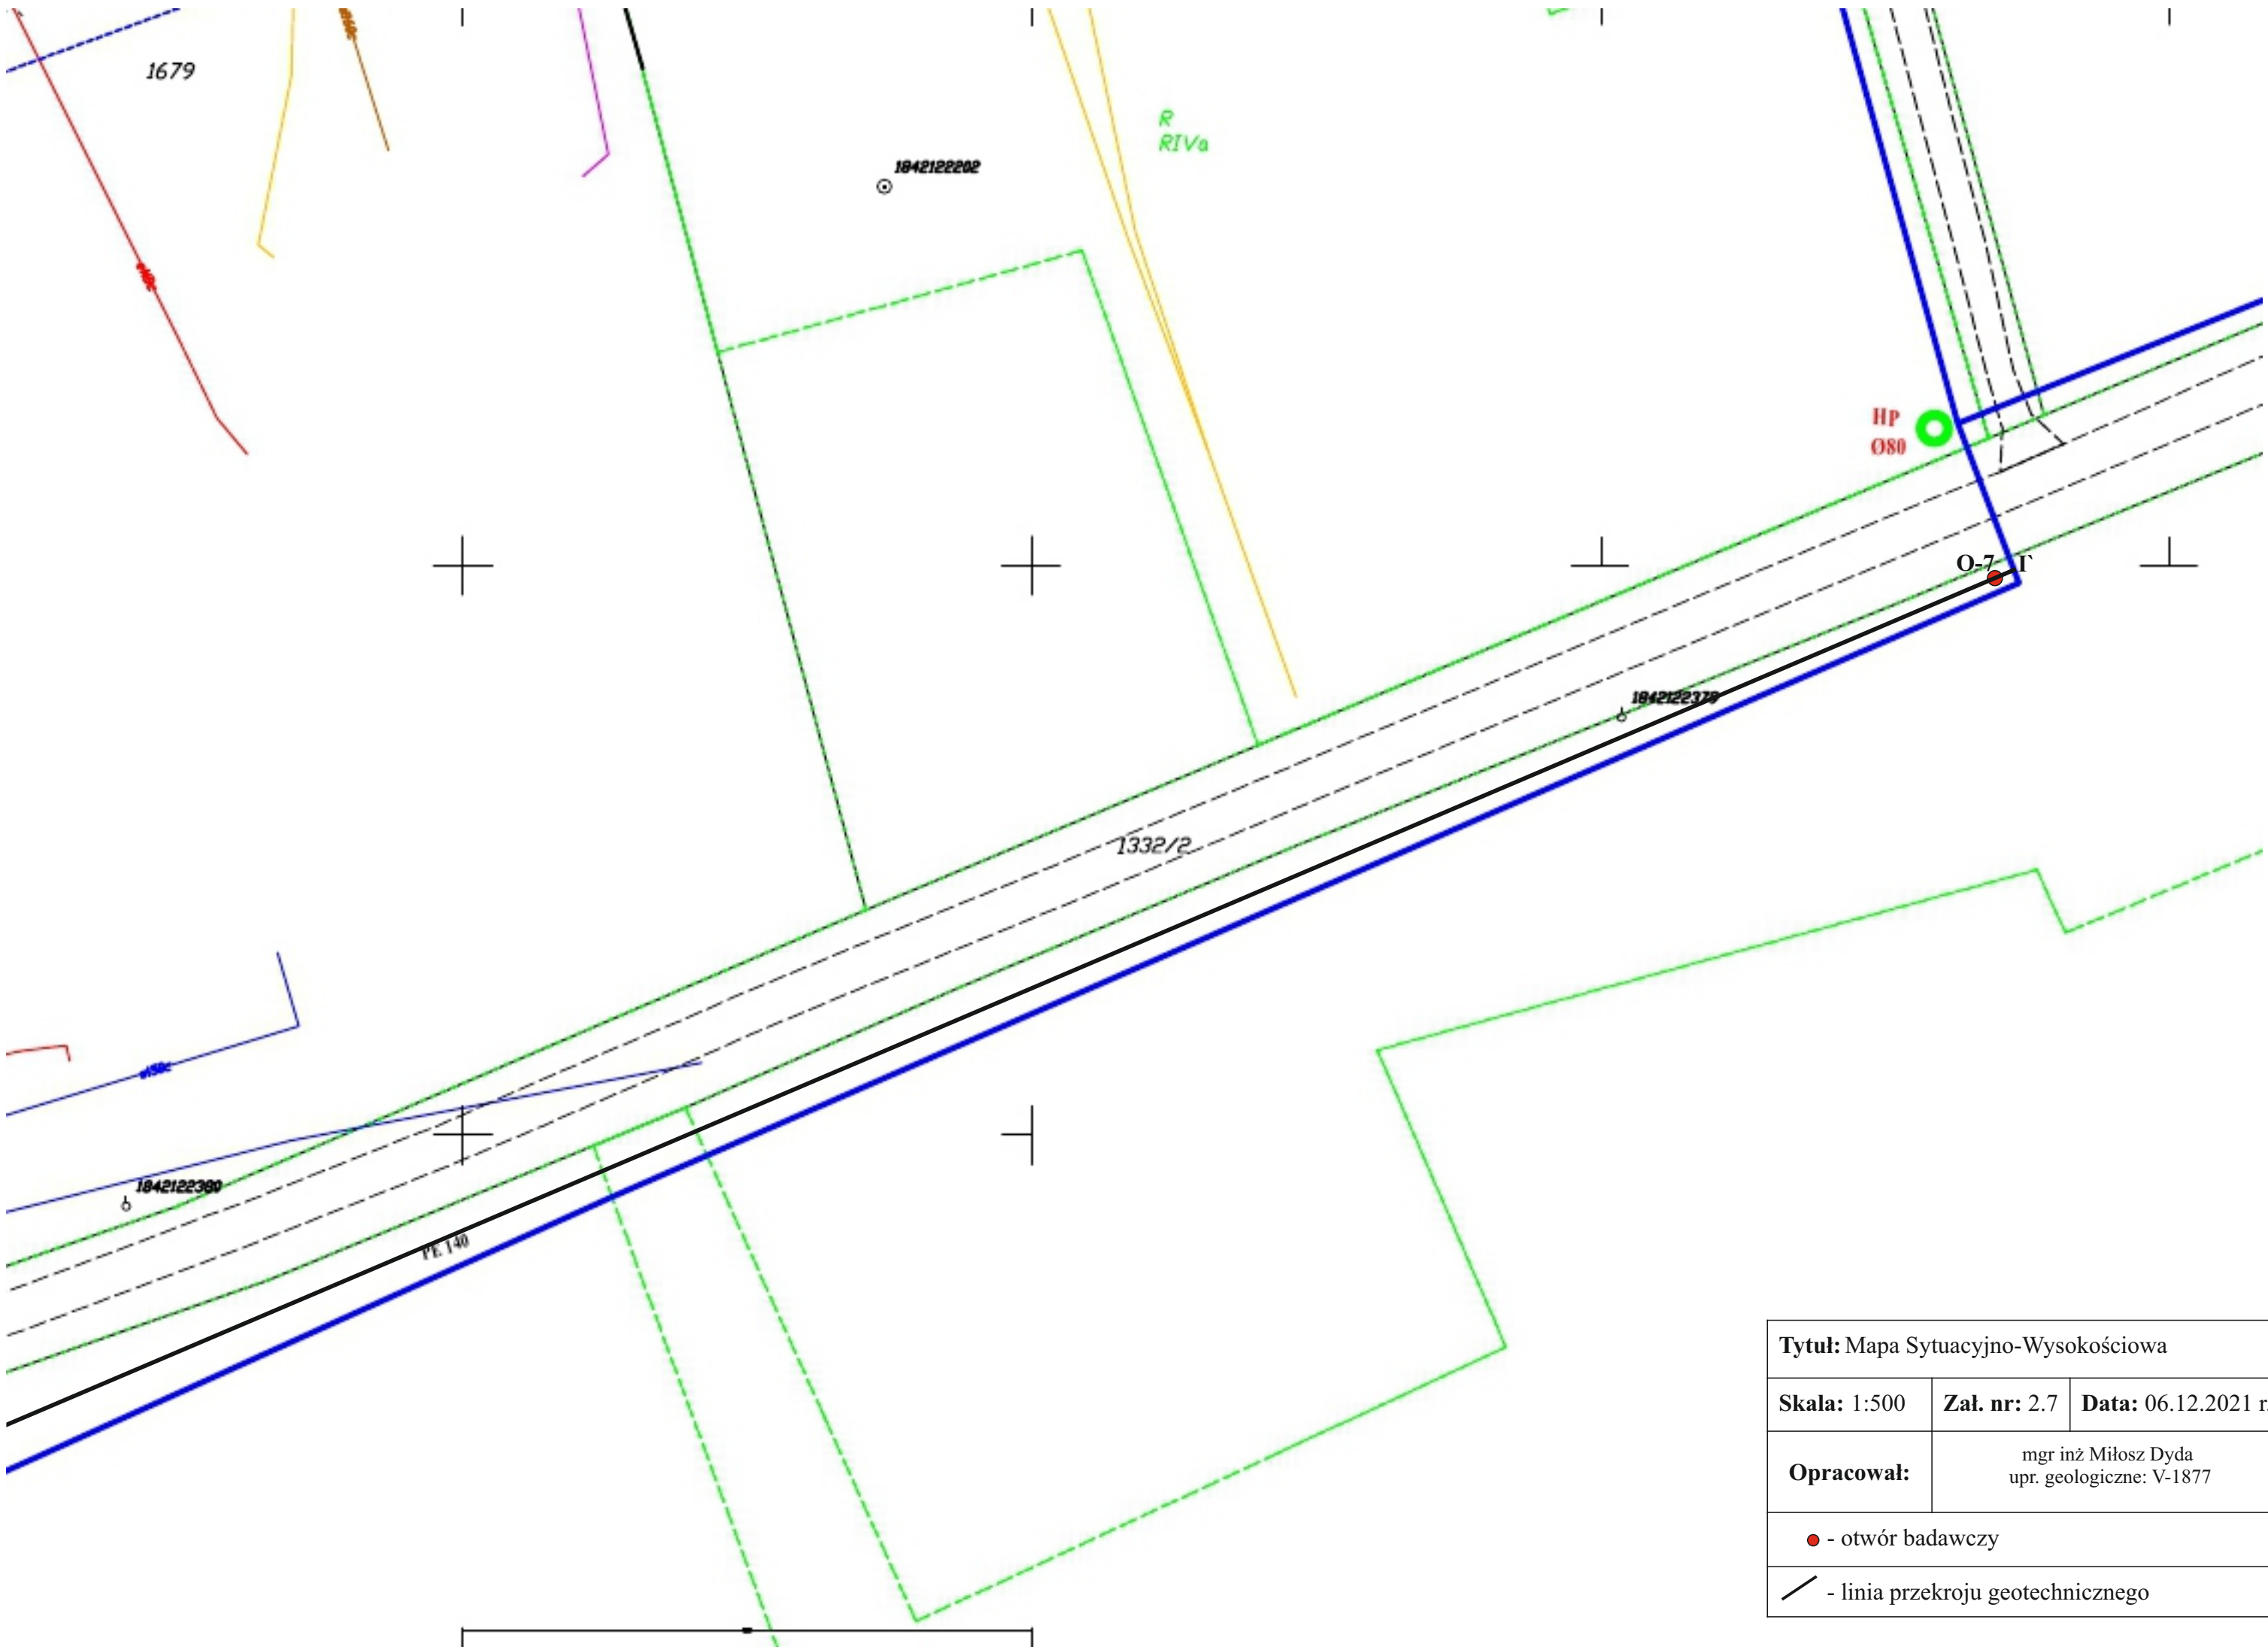 1679
1842122202
R
RIVa
HP
Ø80
O-7
I`
1842122379
1332/2
1842122380
PE 140
Tytuł: Mapa Sytuacyjno-Wysokościowa
Skala: 1:500 Zał. nr: 2.7 Data: 06.12.2021 r.
Opracował: mgr inż Miłosz Dyda
upr. geologiczne: V-1877
- otwór badawczy
- linia przekroju geotechnicznego